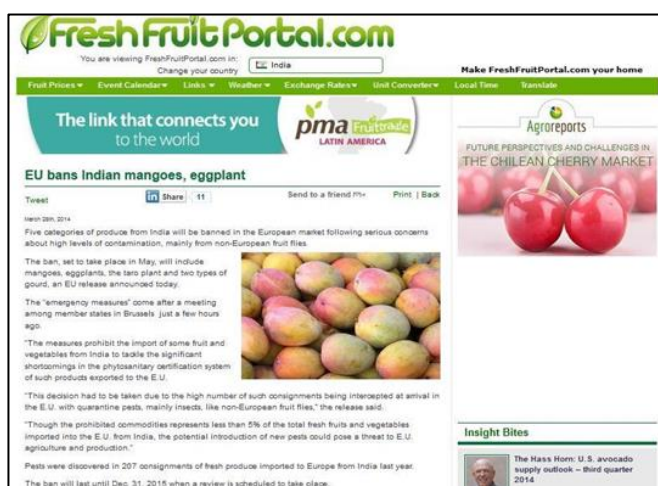 FreshFruitPortal.com
You are viewing FreshFruitPortal.com in:
Change your country
India
Make FreshFruitPortal.com your home
Fruit Prices Event Calendar Links Weather Exchange Rates Unit Converter Local Time Translate
The link that connects you
to the world
pma Fruittrade
LATIN AMERICA
Agroreports
FUTURE PERSPECTIVES AND CHALLENGES IN
THE CHILEAN CHERRY MARKET
EU bans Indian mangoes, eggplant
Tweet
in Share 11
Send to a friend
Print | Back
March 28th, 2014
Five categories of produce from India will be banned in the European market following serious concerns
about high levels of contamination, mainly from non-European fruit flies.
The ban, set to take place in May, will include
mangoes, eggplants, the taro plant and two types of
gourd, an EU release announced today.
The "emergency measures" come after a meeting
among member states in Brussels just a few hours
ago.
"The measures prohibit the import of some fruit and
vegetables from India to tackle the significant
shortcomings in the phytosanitary certification system
of such products exported to the E.U.
"This decision had to be taken due to the high number of such consignments being intercepted at arrival in
the E.U. with quarantine pests, mainly insects, like non-European fruit flies," the release said.
"Though the prohibited commodities represents less than 5% of the total fresh fruits and vegetables
imported into the E.U. from India, the potential introduction of new pests could pose a threat to E.U.
agriculture and production."
Pests were discovered in 207 consignments of fresh produce imported to Europe from India last year.
The ban will last until Dec. 31, 2015 when a review is scheduled to take place.
Insight Bites
The Hass Horn: U.S. avocado
supply outlook – third quarter
2014